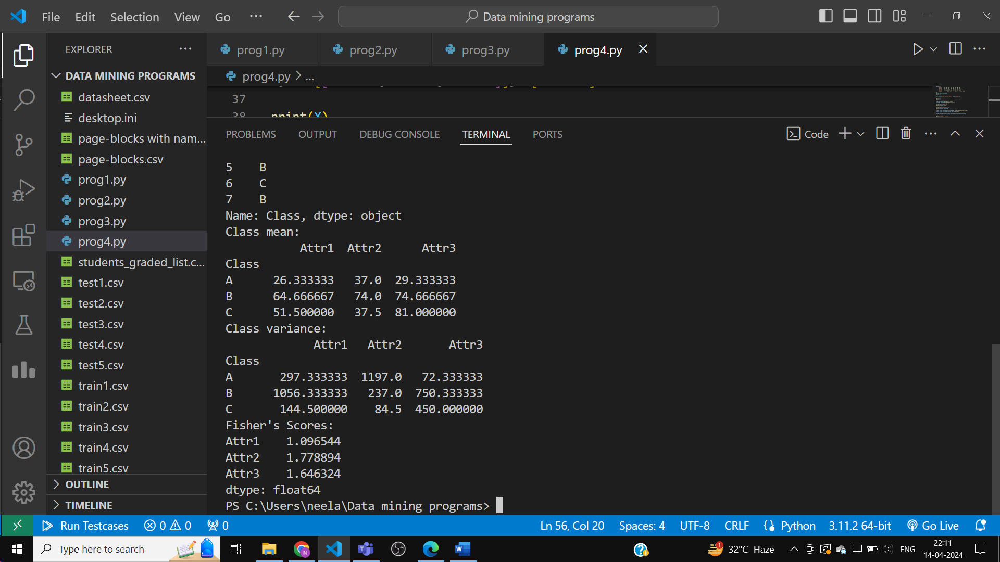 File Edit Selection View Go ... Data mining programs
EXPLORER ...
prog1.py prog2.py prog3.py prog4.py
DATA MINING PROGRAMS
datasheet.csv
desktop.ini
page-blocks with nam...
page-blocks.csv
prog1.py
prog2.py
prog3.py
prog4.py
students_graded_list.c...
test1.csv
test2.csv
test3.csv
test4.csv
test5.csv
train1.csv
train2.csv
train3.csv
train4.csv
train5.csv
OUTLINE
TIMELINE
prog4.py > ...
37
38 print(X)
PROBLEMS OUTPUT DEBUG CONSOLE TERMINAL PORTS Code
5 B
6 C
7 B
Name: Class, dtype: object
Class mean:
Attr1 Attr2 Attr3
Class
A 26.333333 37.0 29.333333
B 64.666667 74.0 74.666667
C 51.500000 37.5 81.000000
Class variance:
Attr1 Attr2 Attr3
Class
A 297.333333 1197.0 72.333333
B 1056.333333 237.0 750.333333
C 144.500000 84.5 450.000000
Fisher's Scores:
Attr1 1.096544
Attr2 1.778894
Attr3 1.646324
dtype: float64
PS C:\Users\neela\Data mining programs>
Run Testcases 0 0 0 Ln 56, Col 20 Spaces: 4 UTF-8 CRLF Python 3.11.2 64-bit Go Live
Type here to search 1 32°C Haze ENG 22:11
14-04-2024